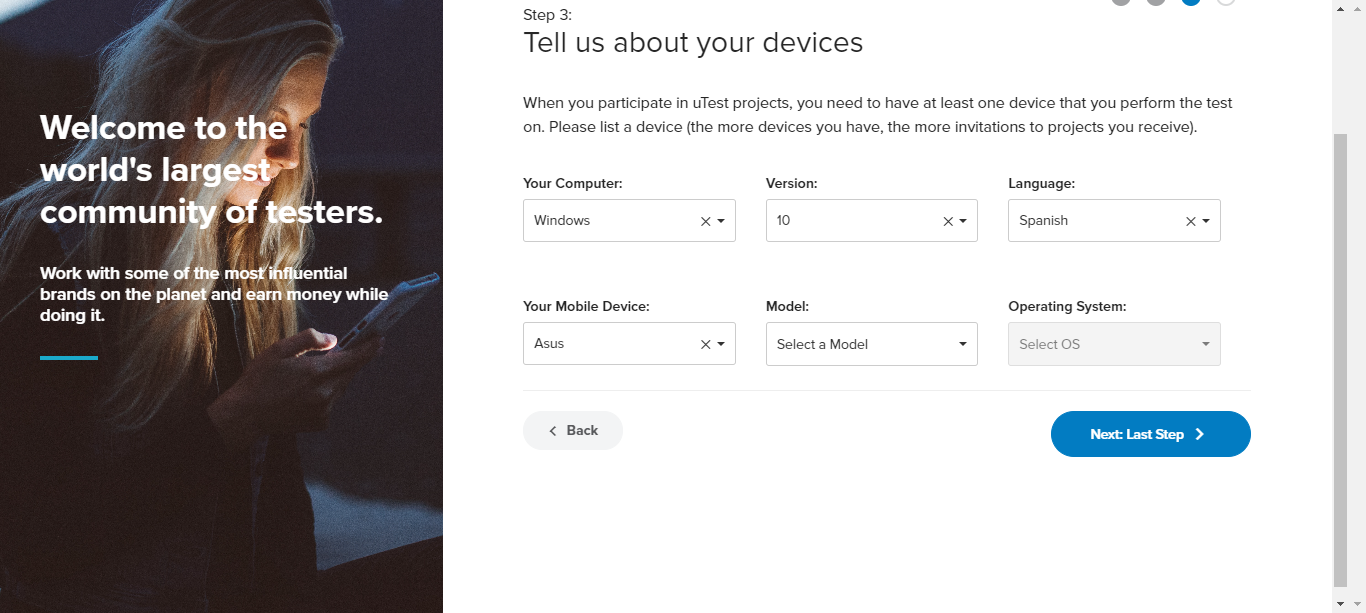 Welcome to the
world's largest
community of testers.
Work with some of the most influential
brands on the planet and earn money while
doing it.
Step 3:
Tell us about your devices
When you participate in uTest projects, you need to have at least one device that you perform the test
on. Please list a device (the more devices you have, the more invitations to projects you receive).
Your Computer:
Version:
Language:
Windows
10
Spanish
Your Mobile Device:
Model:
Operating System:
Asus
Select a Model
Select OS
Back
Next: Last Step